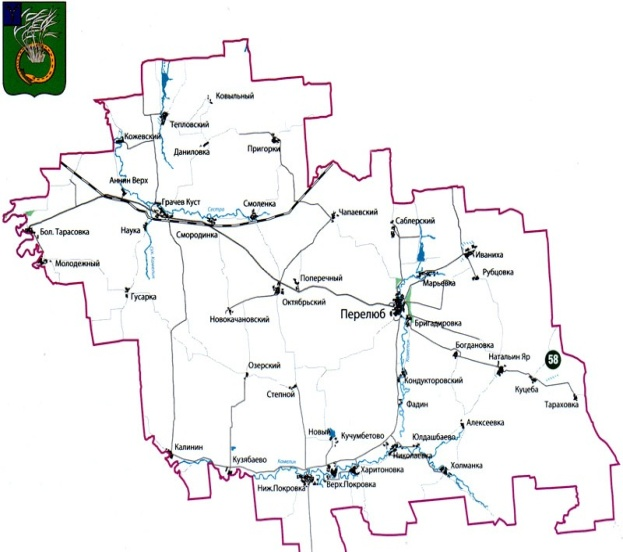 Ковыльный
Тепловский
Кожевский
Даниловка
Пригорки
Аннин Верх
Грачев Куст
Сестра
Смоленка
Чапаевский
Саблерский
Бол. Тарасовка
Наука
Смородинка
Иваниха
Молодежный
Рубцовка
Поперечный
Марьевка
Гусарка
Октябрьский
Перелюб
Новокачановский
Бригадировка
Богдановка
58
Натальин Яр
Озерский
Кондукторовский
Куцеба
Степной
Тараховка
Фадин
Алексеевка
Новый
Кучумбетово
Юлдашбаево
Калинин
Николаевка
Кузябаево
Камелик
Харитоновка
Холманка
Ниж.Покровка
Верх.Покровка